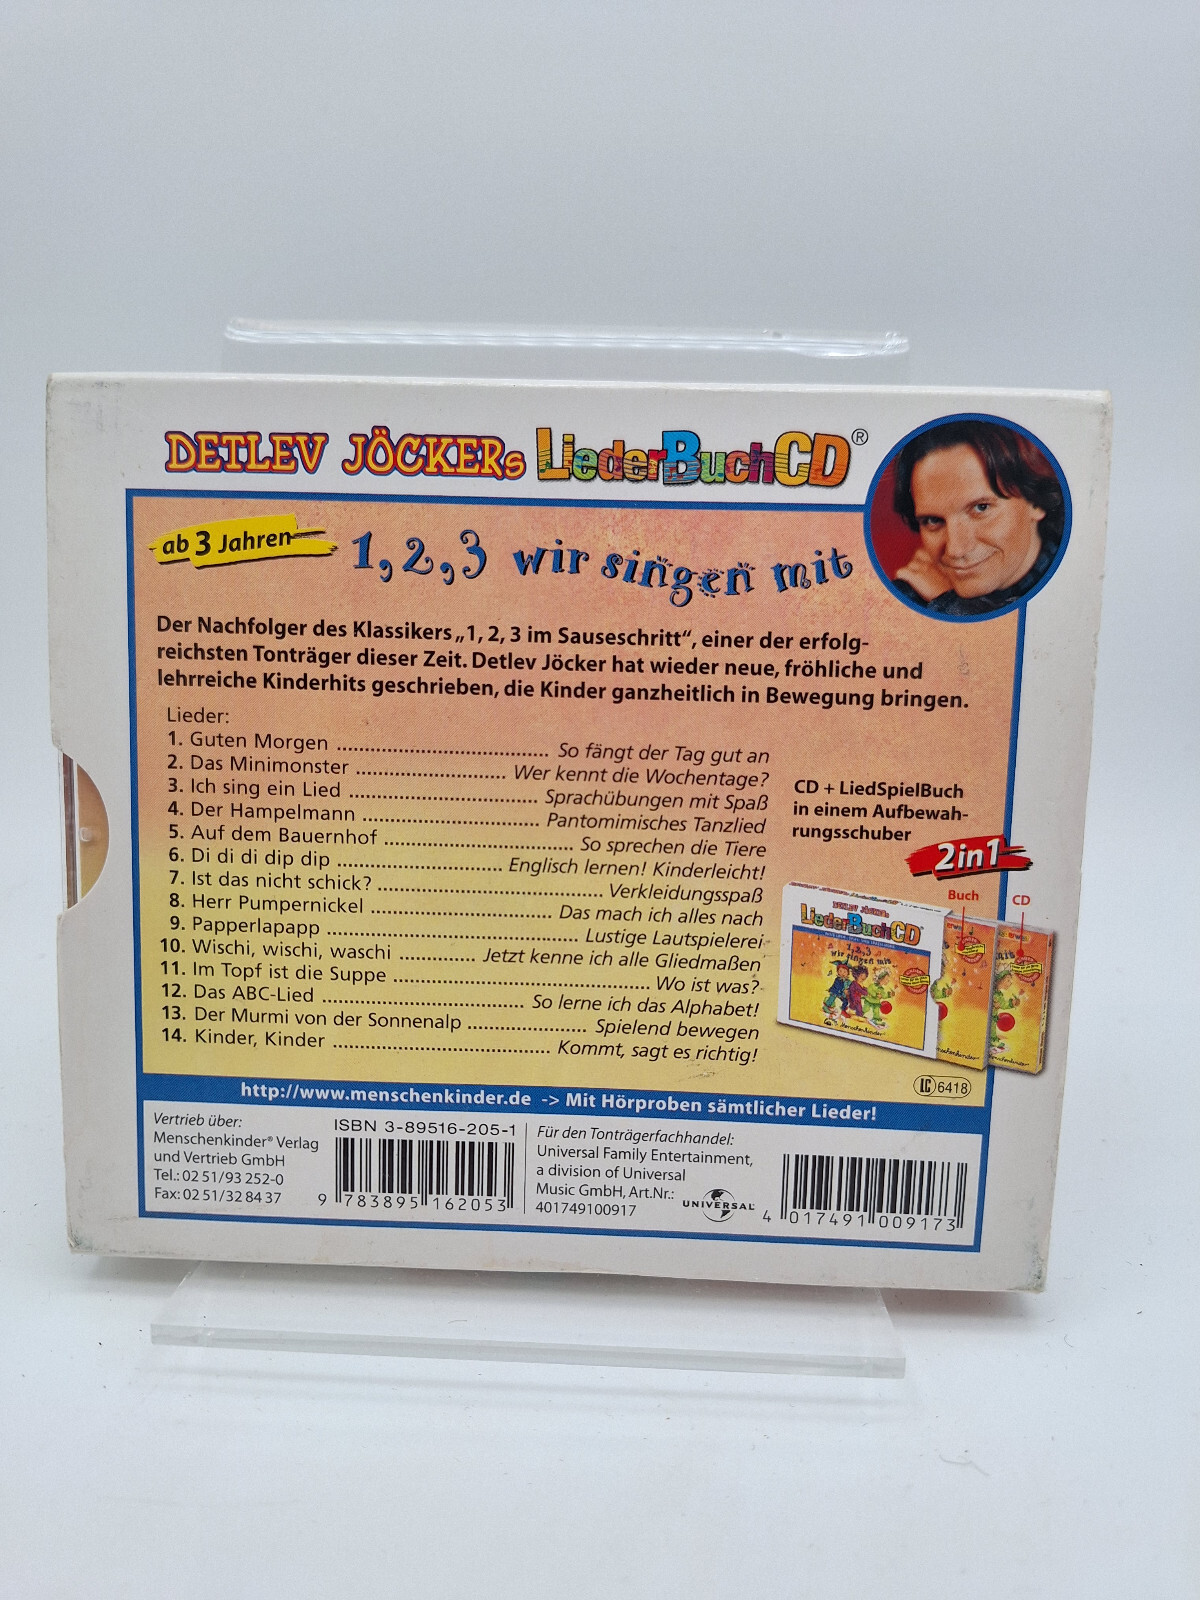 DETLEV JÖCKERs LiederBuchCD®
ab 3 Jahren
1, 2, 3 wir singen mit
Der Nachfolger des Klassikers „1, 2, 3 im Sauseschritt“, einer der erfolg-
reichsten Tonträger dieser Zeit. Detlev Jöcker hat wieder neue, fröhliche und
lehrreiche Kinderhits geschrieben, die Kinder ganzheitlich in Bewegung bringen.
Lieder:
1. Guten Morgen ........ So fängt der Tag gut an
2. Das Minimonster ........ Wer kennt die Wochentage?
3. Ich sing ein Lied ........ Sprachübungen mit Spaß
4. Der Hampelmann ........ Pantomimisches Tanzlied
5. Auf dem Bauernhof ........ So sprechen die Tiere
6. Di di di dip dip ........ Englisch lernen! Kinderleicht!
7. Ist das nicht schick? ........ Verkleidungsspaß
8. Herr Pumpernickel ........ Das mach ich alles nach
9. Papperlapapp ........ Lustige Lautspielerei
10. Wischi, wischi, waschi ........ Jetzt kenne ich alle Gliedmaßen
11. Im Topf ist die Suppe ........ Wo ist was?
12. Das ABC-Lied ........ So lerne ich das Alphabet!
13. Der Murmi von der Sonnenalp ........ Spielend bewegen
14. Kinder, Kinder ........ Kommt, sagt es richtig!
CD + LiedSpielBuch
in einem Aufbewah-
rungsschuber
2in1
Buch
CD
DETLEV JÖCKERs
LiederBuchCD
1, 2, 3
wir singen mit
Menschenkinder
LC 6418
http://www.menschenkinder.de -> Mit Hörproben sämtlicher Lieder!
Vertrieb über:
Menschenkinder® Verlag
und Vertrieb GmbH
Tel.: 02 51/93 252-0
Fax: 02 51/32 84 37
ISBN 3-89516-205-1
9 783895 162053
Für den Tonträgerfachhandel:
Universal Family Entertainment,
a division of Universal
Music GmbH, Art.Nr.:
401749100917
UNIVERSAL
4 017491 009173